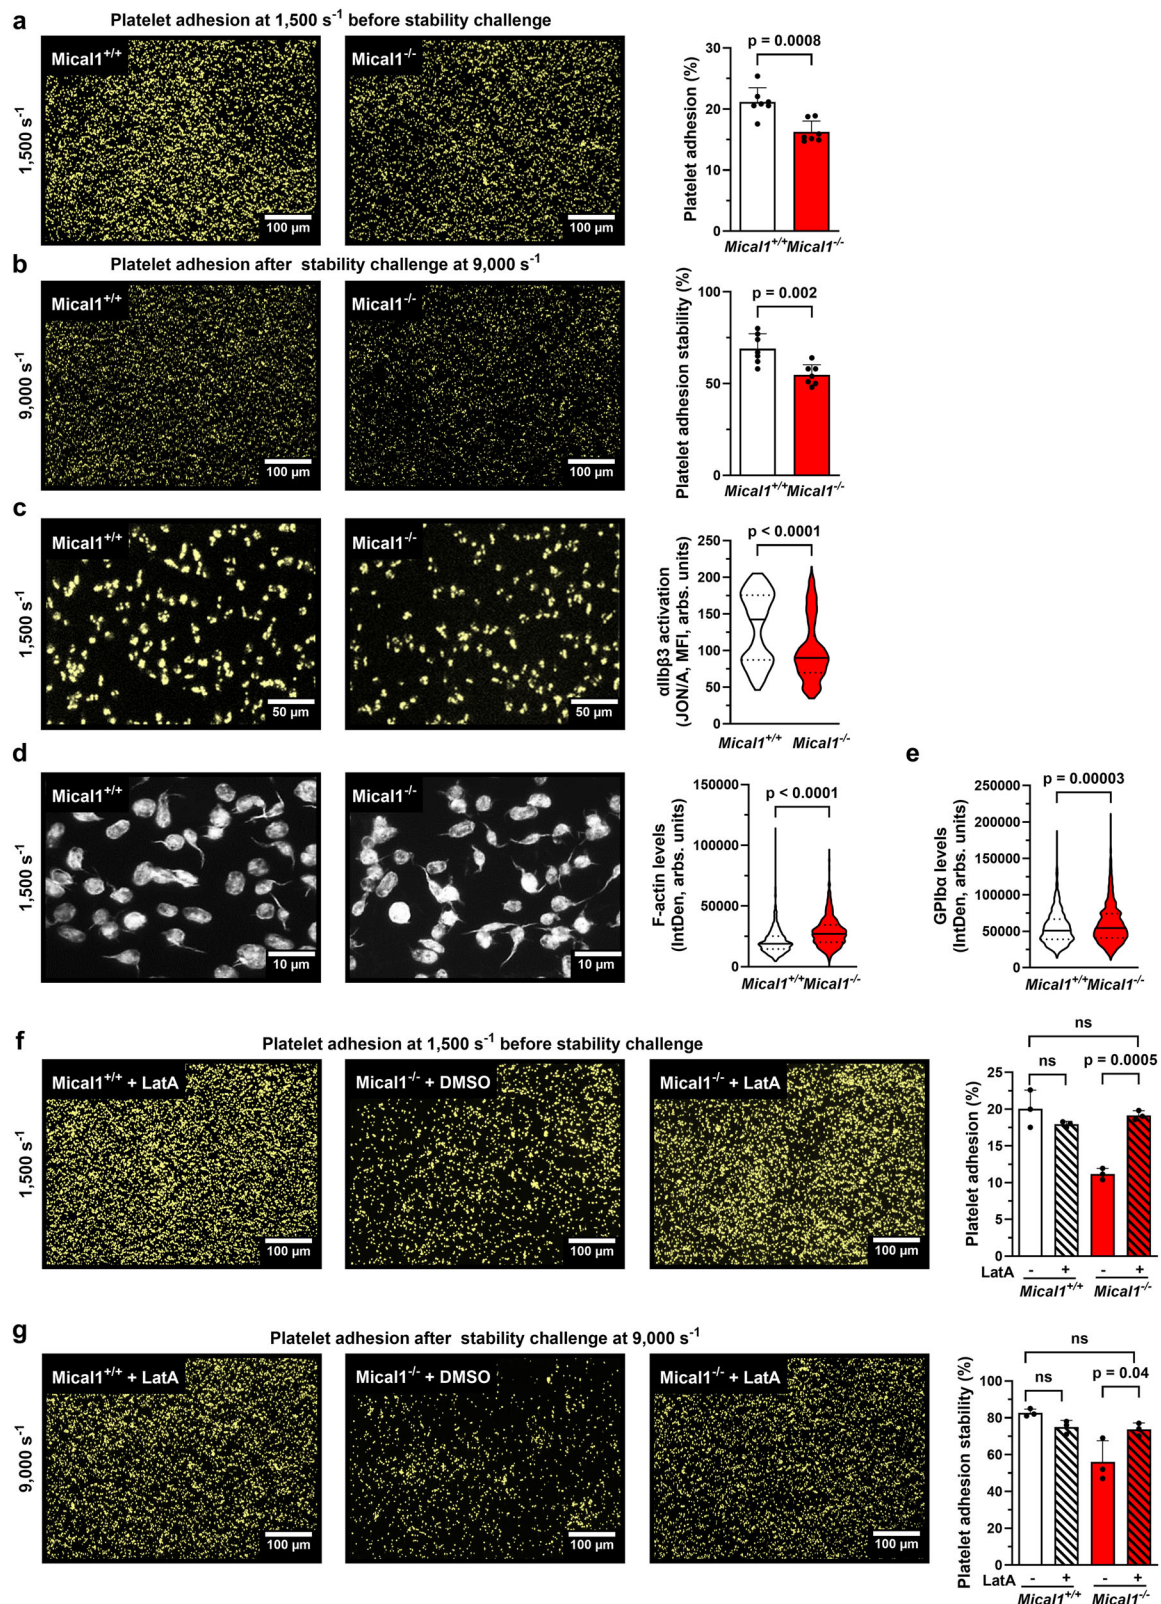 a
Platelet adhesion at 1,500 s⁻¹ before stability challenge
1,500 s⁻¹
Mical1⁺/⁺
100 µm
Mical1⁻/⁻
100 µm
Platelet adhesion (%)
p = 0.0008
30
20
10
0
Mical1⁺/⁺ Mical1⁻/⁻
b
Platelet adhesion after stability challenge at 9,000 s⁻¹
9,000 s⁻¹
Mical1⁺/⁺
100 µm
Mical1⁻/⁻
100 µm
Platelet adhesion stability (%)
p = 0.002
100
50
0
Mical1⁺/⁺ Mical1⁻/⁻
c
1,500 s⁻¹
Mical1⁺/⁺
50 µm
Mical1⁻/⁻
50 µm
αIIbβ3 activation
(JON/A, MFI, arbs. units)
p < 0.0001
250
200
150
100
50
0
Mical1⁺/⁺ Mical1⁻/⁻
d
1,500 s⁻¹
Mical1⁺/⁺
10 µm
Mical1⁻/⁻
10 µm
F-actin levels
(IntDen, arbs. units)
p < 0.0001
150000
100000
50000
0
Mical1⁺/⁺ Mical1⁻/⁻
e
GPIbα levels
(IntDen, arbs. units)
p = 0.00003
250000
200000
150000
100000
50000
0
Mical1⁺/⁺ Mical1⁻/⁻
f
Platelet adhesion at 1,500 s⁻¹ before stability challenge
1,500 s⁻¹
Mical1⁺/⁺ + LatA
100 µm
Mical1⁻/⁻ + DMSO
100 µm
Mical1⁻/⁻ + LatA
100 µm
Platelet adhesion (%)
ns
ns
p = 0.0005
25
20
15
10
5
0
LatA - + - +
Mical1⁺/⁺ Mical1⁻/⁻
g
Platelet adhesion after stability challenge at 9,000 s⁻¹
9,000 s⁻¹
Mical1⁺/⁺ + LatA
100 µm
Mical1⁻/⁻ + DMSO
100 µm
Mical1⁻/⁻ + LatA
100 µm
Platelet adhesion stability (%)
ns
ns
p = 0.04
100
80
60
40
20
0
LatA - + - +
Mical1⁺/⁺ Mical1⁻/⁻